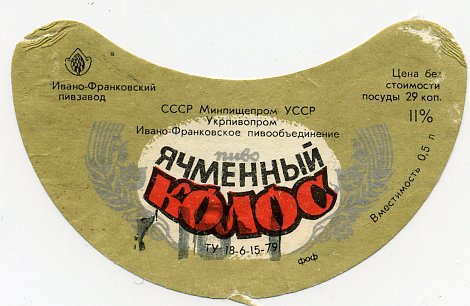 Ивано-Франковский
пивзавод
Цена без
стоимости
посуды 29 коп.
11%
Вместимость 0,5 л
СССР Минпищепром УССР
Укрпивопром
Ивано-Франковское пивообъединение
пиво
ЯЧМЕННЫЙ
КОЛОС
ТУ-18-6-15-79
фоф